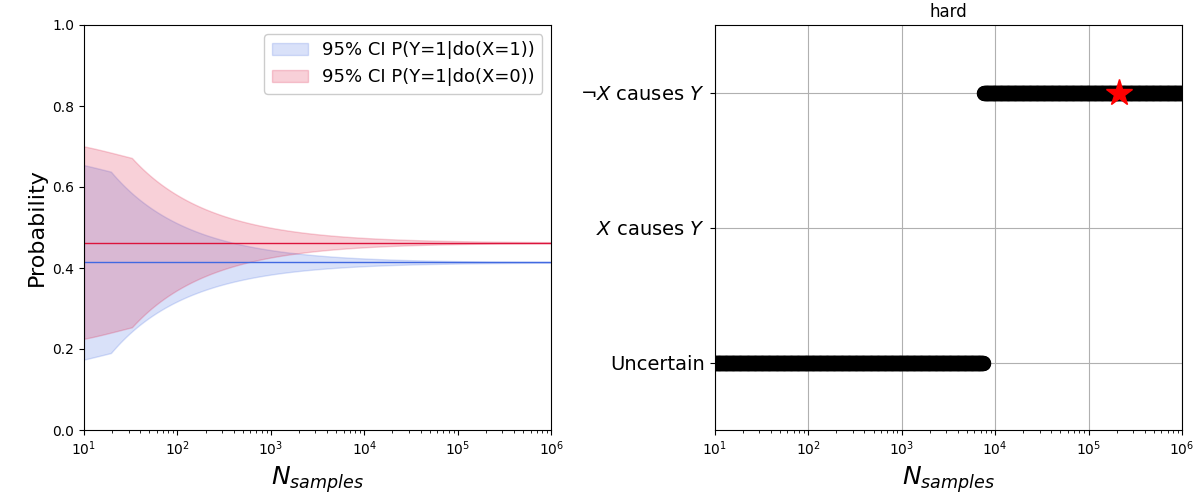 hard
1.0
0.8
0.6
0.4
0.2
0.0
Probability
95% CI P(Y=1|do(X=1))
95% CI P(Y=1|do(X=0))
10¹
10²
10³
10⁴
10⁵
10⁶
N_samples
¬X causes Y
X causes Y
Uncertain
10¹
10²
10³
10⁴
10⁵
10⁶
N_samples